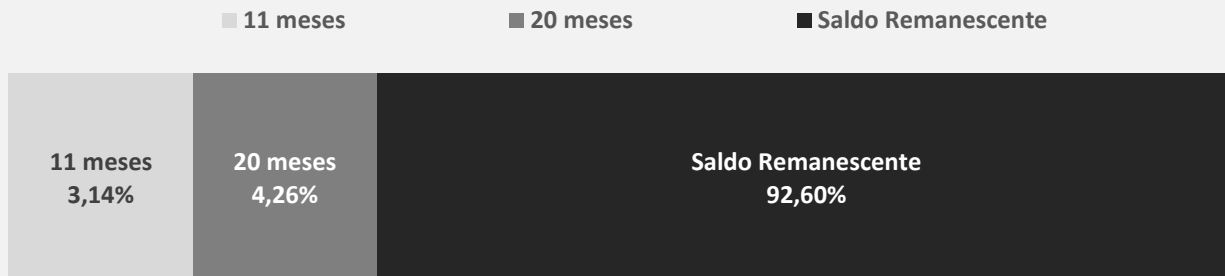 11 meses 20 meses Saldo Remanescente
11 meses
3,14%
20 meses
4,26%
Saldo Remanescente
92,60%